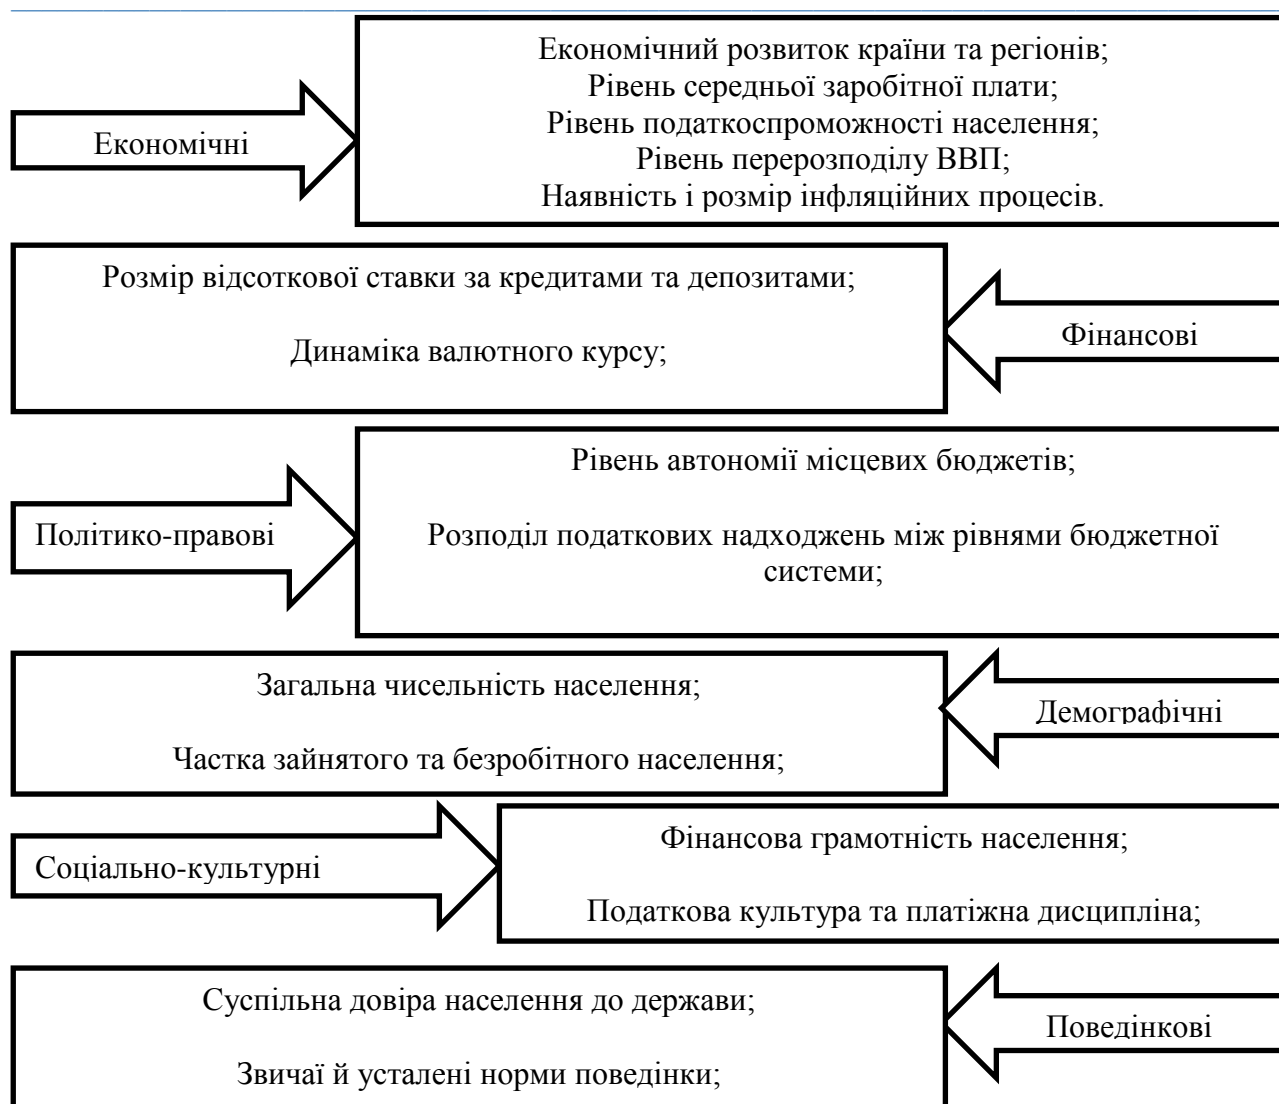 Економічний розвиток країни та регіонів;
Рівень середньої заробітної плати;
Економічні
Рівень податкоспроможності населення;
Рівень перерозподілу ВВП;
Наявність і розмір інфляційних процесів.
Розмір відсоткової ставки за кредитами та депозитами;
Фінансові
Динаміка валютного курсу;
Рівень автономії місцевих бюджетів;
Політико-правові
Розподіл податкових надходжень між рівнями бюджетної
системи;
Загальна чисельність населення;
Демографічні
Частка зайнятого та безробітного населення;
Фінансова грамотність населення;
Соціально-культурні
Податкова культура та платіжна дисципліна;
Суспільна довіра населення до держави;
Поведінкові
Звичаї й усталені норми поведінки;